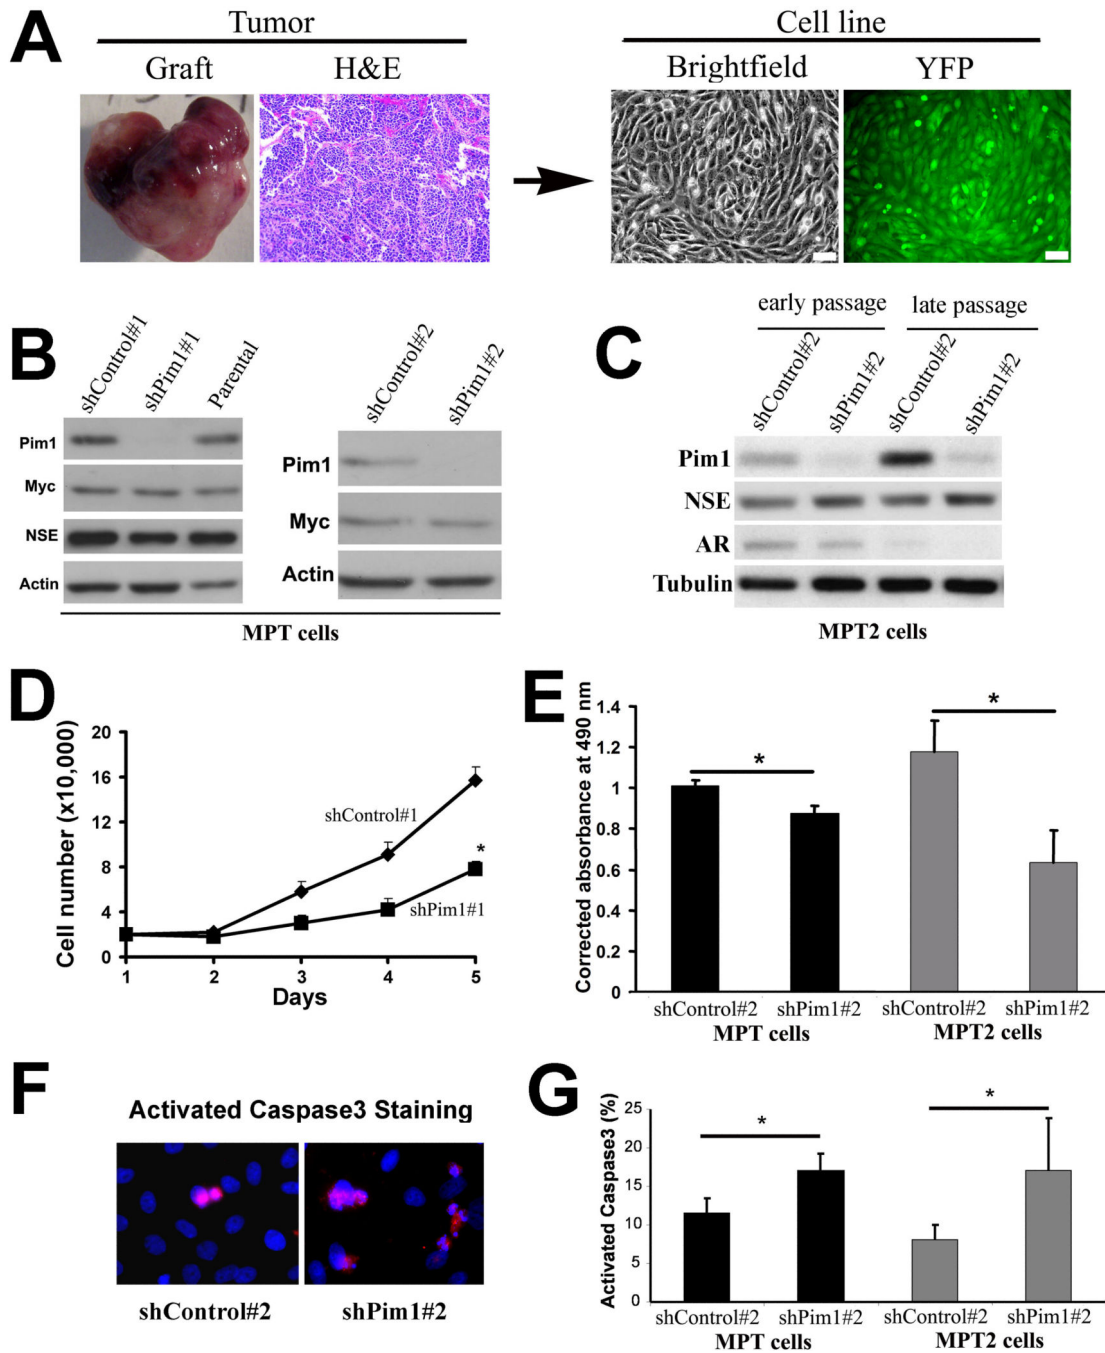 A
Tumor
Cell line
Graft
H&E
Brightfield
YFP
B
shControl#1
shPim1#1
Parental
Pim1
Myc
NSE
Actin
shControl#2
shPim1#2
Pim1
Myc
Actin
MPT cells
C
early passage
late passage
shControl#2
shPim1#2
shControl#2
shPim1#2
Pim1
NSE
AR
Tubulin
MPT2 cells
D
Cell number (x10,000)
20
16
12
8
4
0
shControl#1
*
shPim1#1
1 2 3 4 5
Days
E
Corrected absorbance at 490 nm
1.4
1.2
1
0.8
0.6
0.4
0.2
0
*
*
shControl#2 shPim1#2 shControl#2 shPim1#2
MPT cells MPT2 cells
F
Activated Caspase3 Staining
shControl#2
shPim1#2
G
Activated Caspase3 (%)
25
20
15
10
5
0
*
*
shControl#2 shPim1#2 shControl#2 shPim1#2
MPT cells MPT2 cells